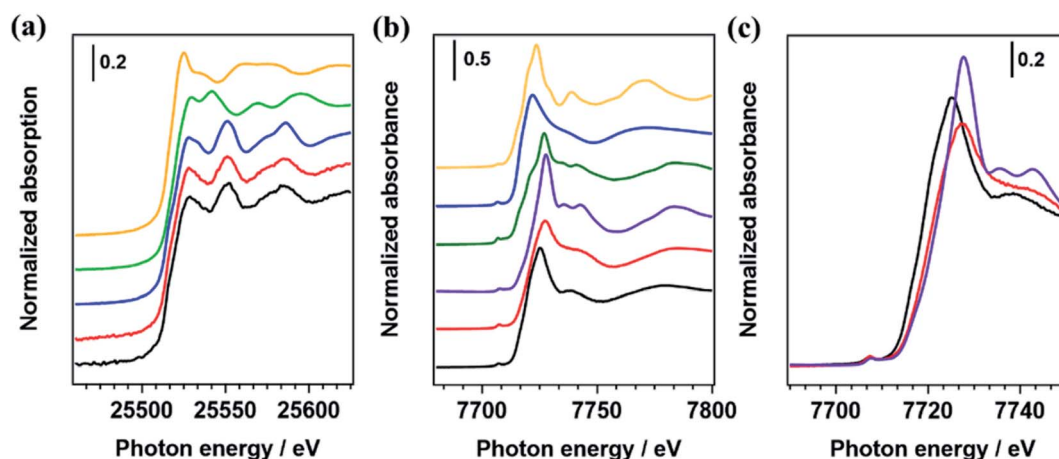 (a)
0.2
Normalized absorption
25500 25550 25600
Photon energy / eV
(b)
0.5
Normalized absorbance
7700 7750 7800
Photon energy / eV
(c)
0.2
Normalized absorbance
7700 7720 7740
Photon energy / eV